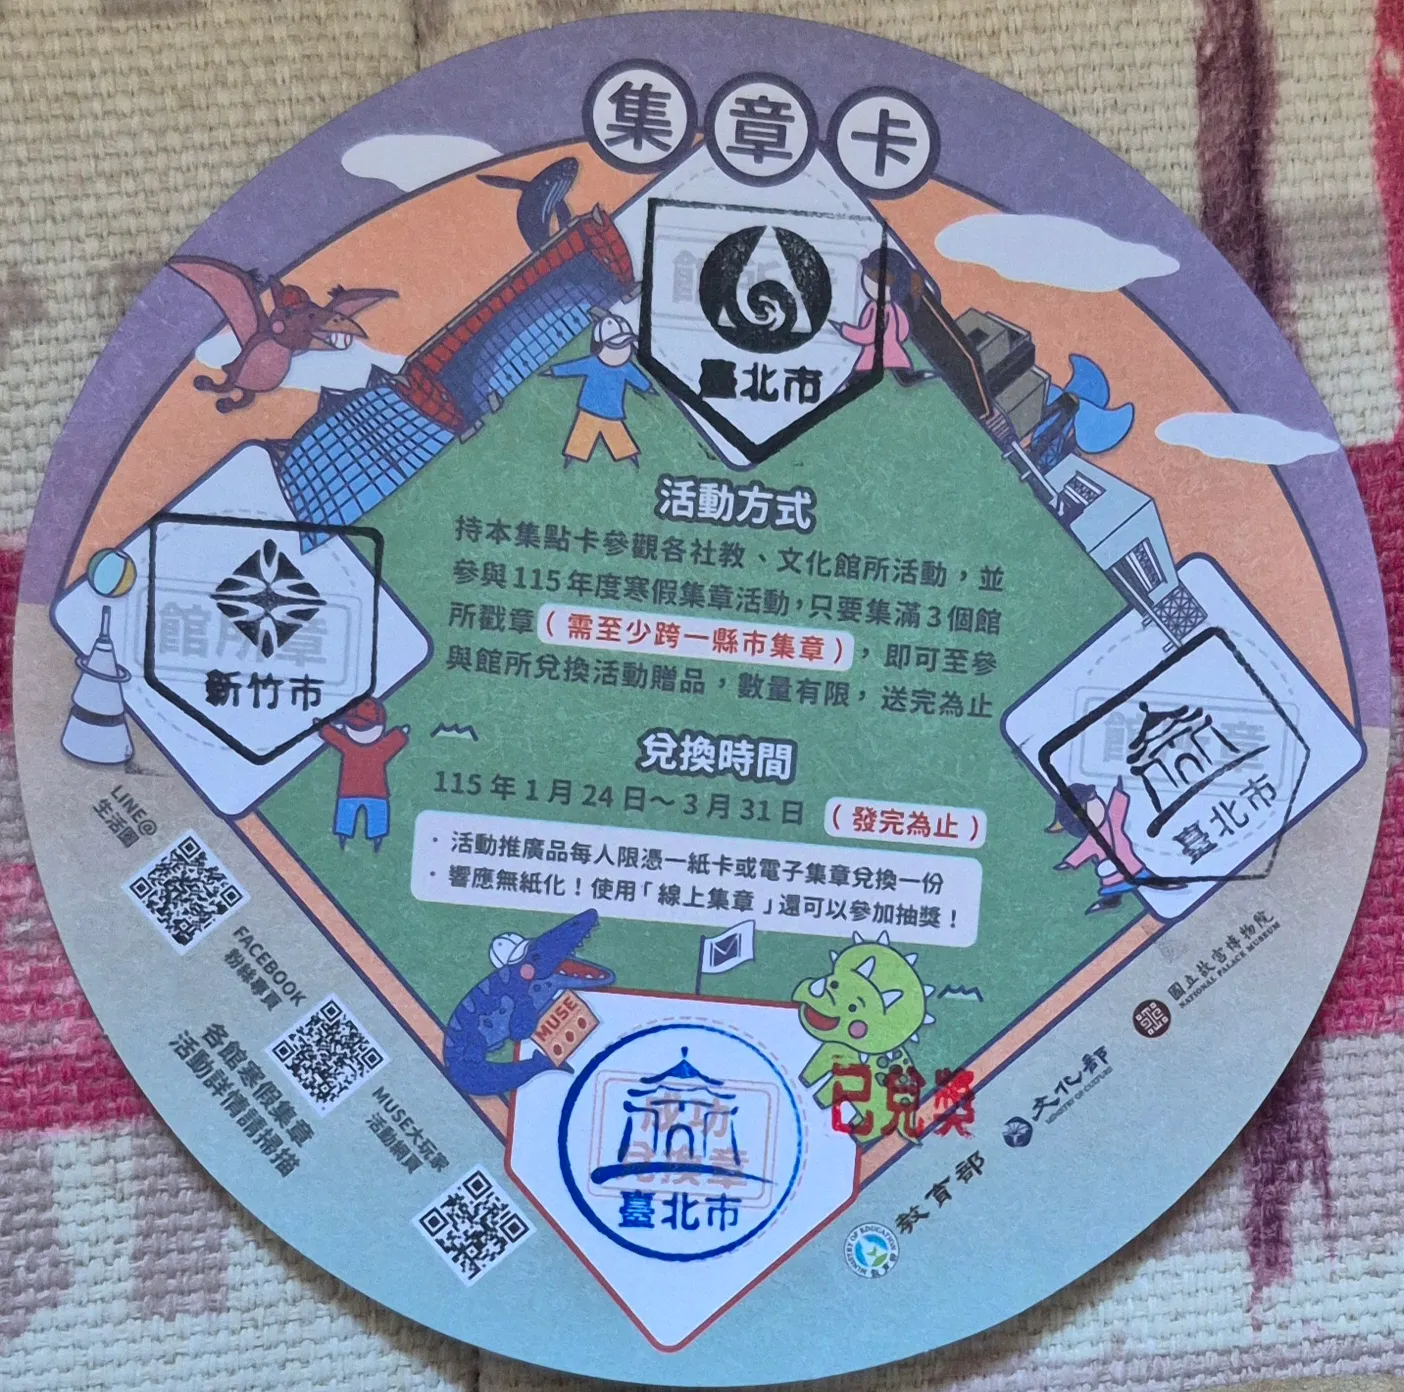 集章卡
臺北市
活動方式
持本集點卡參觀各社教、文化館所活動，並
參與115年度寒假集章活動，只要集滿3個館
所戳章（需至少跨一縣市集章），即可至參
與館所兌換活動贈品，數量有限，送完為止
館所章
新竹市
館所章
臺北市
兌換時間
115年1月24日～3月31日（發完為止）
・活動推廣品每人限憑一紙卡或電子集章兌換一份
・響應無紙化！使用「線上集章」還可以參加抽獎！
LINE@
生活圈
FACEBOOK
粉絲專頁
MUSE大玩家
活動網頁
各館寒假集章
活動詳情請掃描
MUSE
成功
兌換章
臺北市
已兌獎
教育部
MINISTRY OF EDUCATION
文化部
MINISTRY OF CULTURE
國立故宮博物院
NATIONAL PALACE MUSEUM